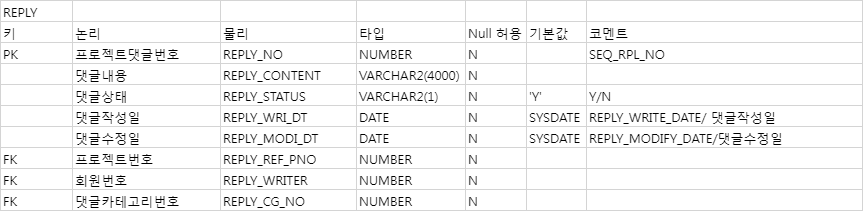 REPLY
키 논리 물리 타입 Null 허용 기본값 코멘트
PK 프로젝트댓글번호 REPLY_NO NUMBER N SEQ_RPL_NO
댓글내용 REPLY_CONTENT VARCHAR2(4000) N
댓글상태 REPLY_STATUS VARCHAR2(1) N 'Y' Y/N
댓글작성일 REPLY_WRI_DT DATE N SYSDATE REPLY_WRITE_DATE/ 댓글작성일
댓글수정일 REPLY_MODI_DT DATE N SYSDATE REPLY_MODIFY_DATE/댓글수정일
FK 프로젝트번호 REPLY_REF_PNO NUMBER N
FK 회원번호 REPLY_WRITER NUMBER N
FK 댓글카테고리번호 REPLY_CG_NO NUMBER N